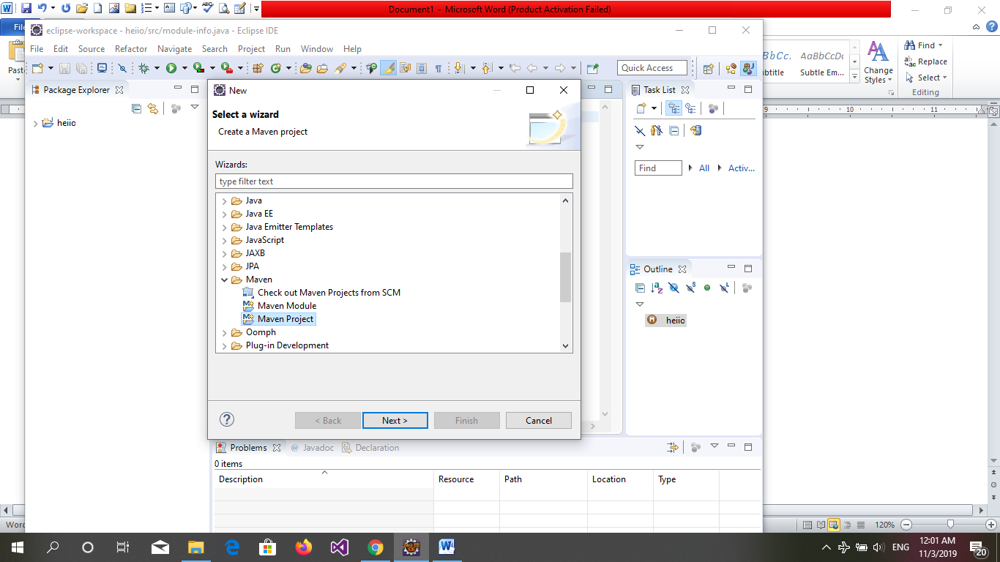 Document1 - Microsoft Word (Product Activation Failed)
File
eclipse-workspace - heiio/src/module-info.java - Eclipse IDE
File Edit Source Refactor Navigate Search Project Run Window Help
Quick Access
Find
Replace
Select
Editing
Change
Styles
AaBbCcDc
Subtle Em...
Package Explorer
heiio
New
Select a wizard
Create a Maven project
Wizards:
type filter text
Java
Java EE
Java Emitter Templates
JavaScript
JAXB
JPA
Maven
Check out Maven Projects from SCM
Maven Module
Maven Project
Oomph
Plug-in Development
< Back Next > Finish Cancel
Task List
Find All Activ...
Outline
heiio
9 10 11
Problems Javadoc Declaration
0 items
Description Resource Path Location Type
120%
ENG
12:01 AM
11/3/2019
20